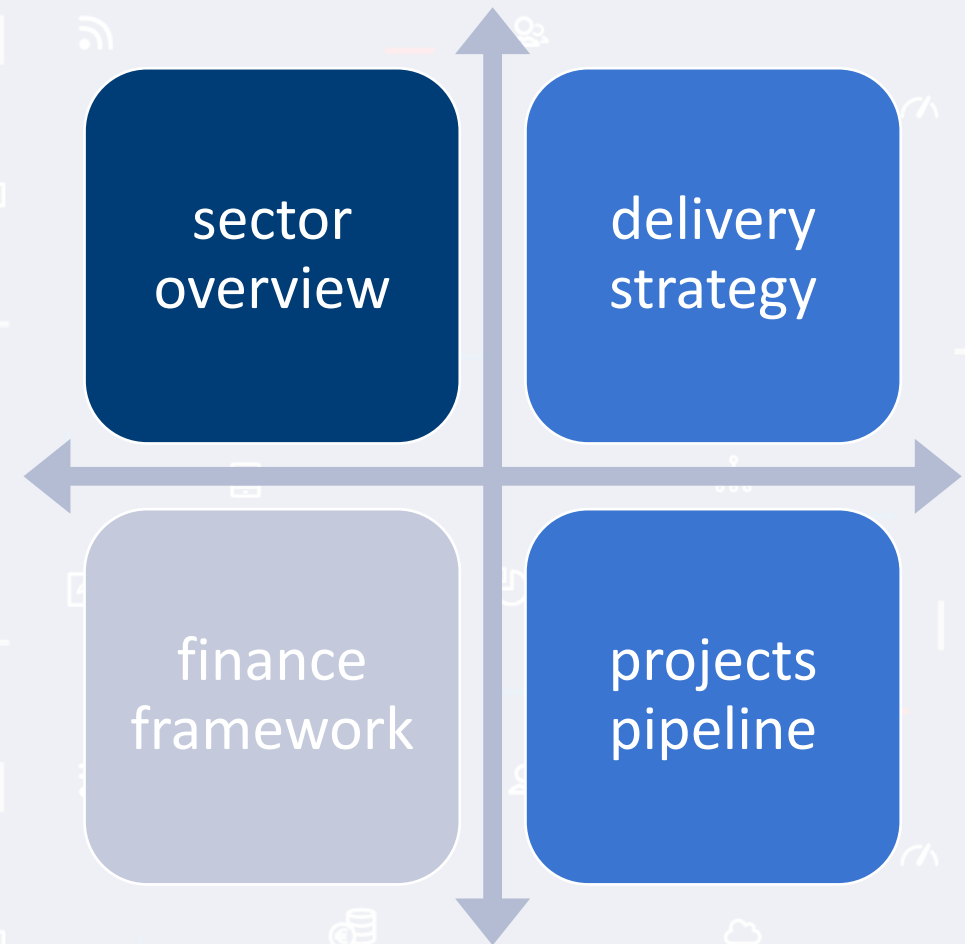 sector
overview
delivery
strategy
finance
framework
projects
pipeline